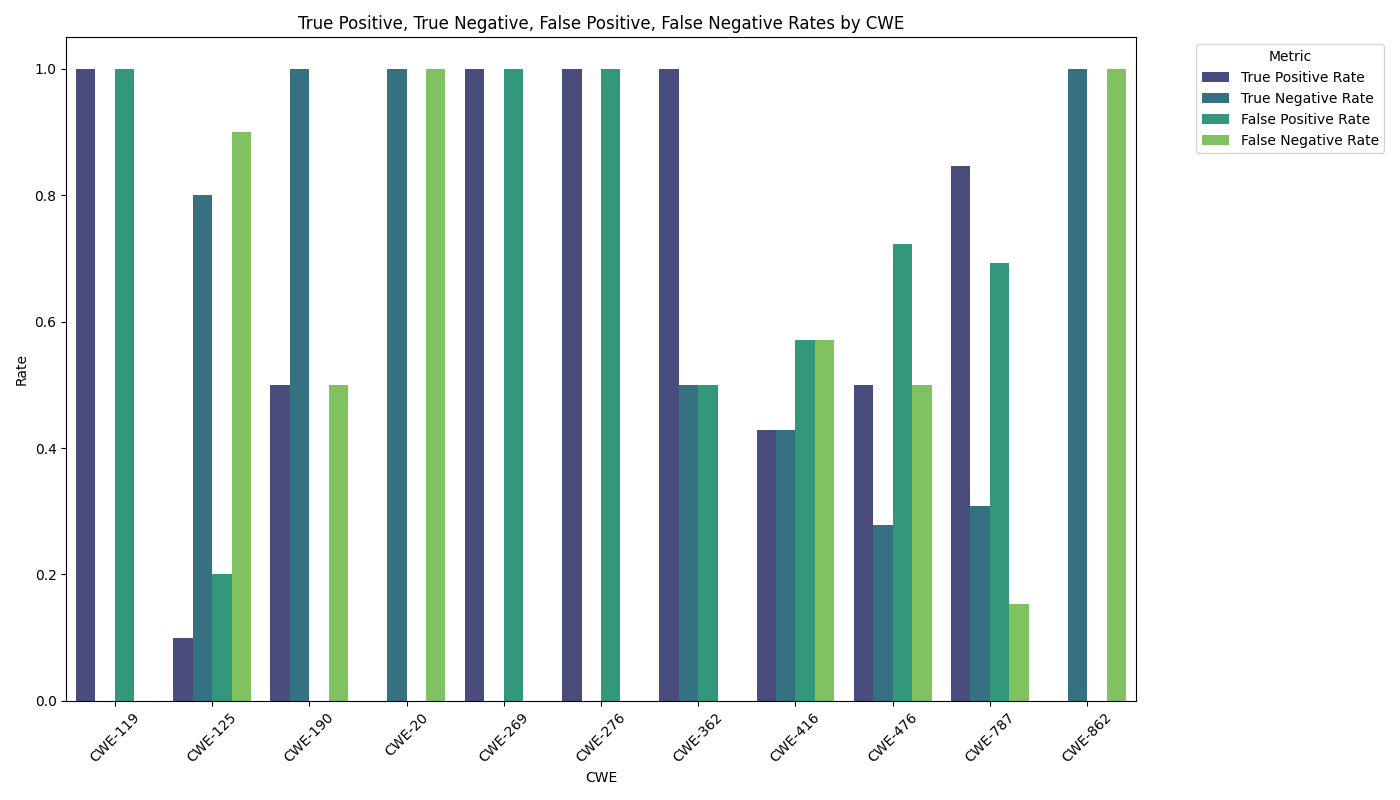 True Positive, True Negative, False Positive, False Negative Rates by CWE
Metric
True Positive Rate
True Negative Rate
False Positive Rate
False Negative Rate
Rate
1.0
0.8
0.6
0.4
0.2
0.0
CWE-119
CWE-125
CWE-190
CWE-20
CWE-269
CWE-276
CWE-362
CWE-416
CWE-476
CWE-787
CWE-862
CWE